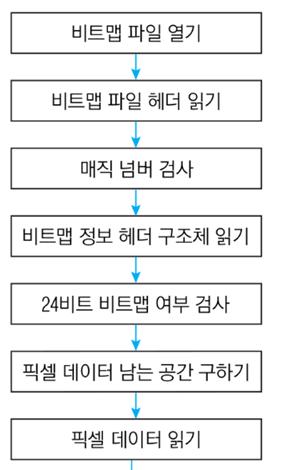 비트맵 파일 열기
비트맵 파일 헤더 읽기
매직 넘버 검사
비트맵 정보 헤더 구조체 읽기
24비트 비트맵 여부 검사
픽셀 데이터 남는 공간 구하기
픽셀 데이터 읽기